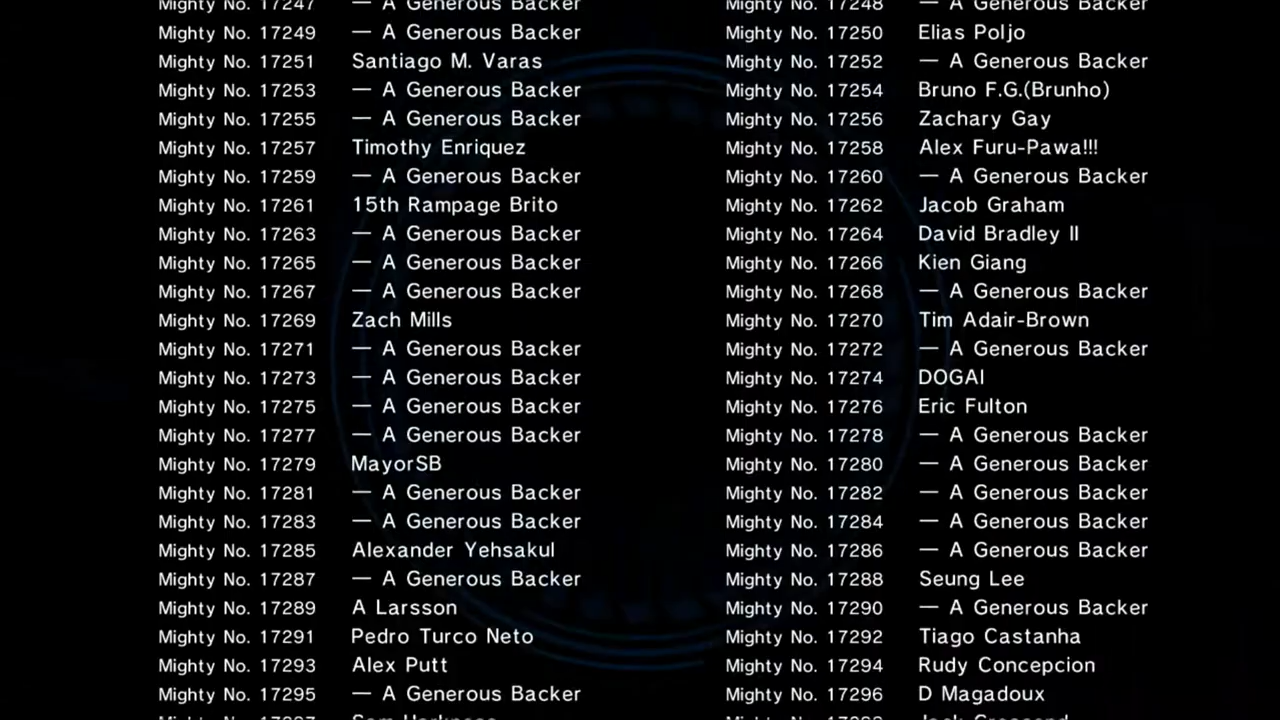 Mighty No. 17247 — A Generous Backer Mighty No. 17248 — A Generous Backer
Mighty No. 17249 — A Generous Backer Mighty No. 17250 Elias Poljo
Mighty No. 17251 Santiago M. Varas Mighty No. 17252 — A Generous Backer
Mighty No. 17253 — A Generous Backer Mighty No. 17254 Bruno F.G.(Brunho)
Mighty No. 17255 — A Generous Backer Mighty No. 17256 Zachary Gay
Mighty No. 17257 Timothy Enriquez Mighty No. 17258 Alex Furu-Pawa!!!
Mighty No. 17259 — A Generous Backer Mighty No. 17260 — A Generous Backer
Mighty No. 17261 15th Rampage Brito Mighty No. 17262 Jacob Graham
Mighty No. 17263 — A Generous Backer Mighty No. 17264 David Bradley II
Mighty No. 17265 — A Generous Backer Mighty No. 17266 Kien Giang
Mighty No. 17267 — A Generous Backer Mighty No. 17268 — A Generous Backer
Mighty No. 17269 Zach Mills Mighty No. 17270 Tim Adair-Brown
Mighty No. 17271 — A Generous Backer Mighty No. 17272 — A Generous Backer
Mighty No. 17273 — A Generous Backer Mighty No. 17274 DOGAI
Mighty No. 17275 — A Generous Backer Mighty No. 17276 Eric Fulton
Mighty No. 17277 — A Generous Backer Mighty No. 17278 — A Generous Backer
Mighty No. 17279 MayorSB Mighty No. 17280 — A Generous Backer
Mighty No. 17281 — A Generous Backer Mighty No. 17282 — A Generous Backer
Mighty No. 17283 — A Generous Backer Mighty No. 17284 — A Generous Backer
Mighty No. 17285 Alexander Yehsakul Mighty No. 17286 — A Generous Backer
Mighty No. 17287 — A Generous Backer Mighty No. 17288 Seung Lee
Mighty No. 17289 A Larsson Mighty No. 17290 — A Generous Backer
Mighty No. 17291 Pedro Turco Neto Mighty No. 17292 Tiago Castanha
Mighty No. 17293 Alex Putt Mighty No. 17294 Rudy Concepcion
Mighty No. 17295 — A Generous Backer Mighty No. 17296 D Magadoux